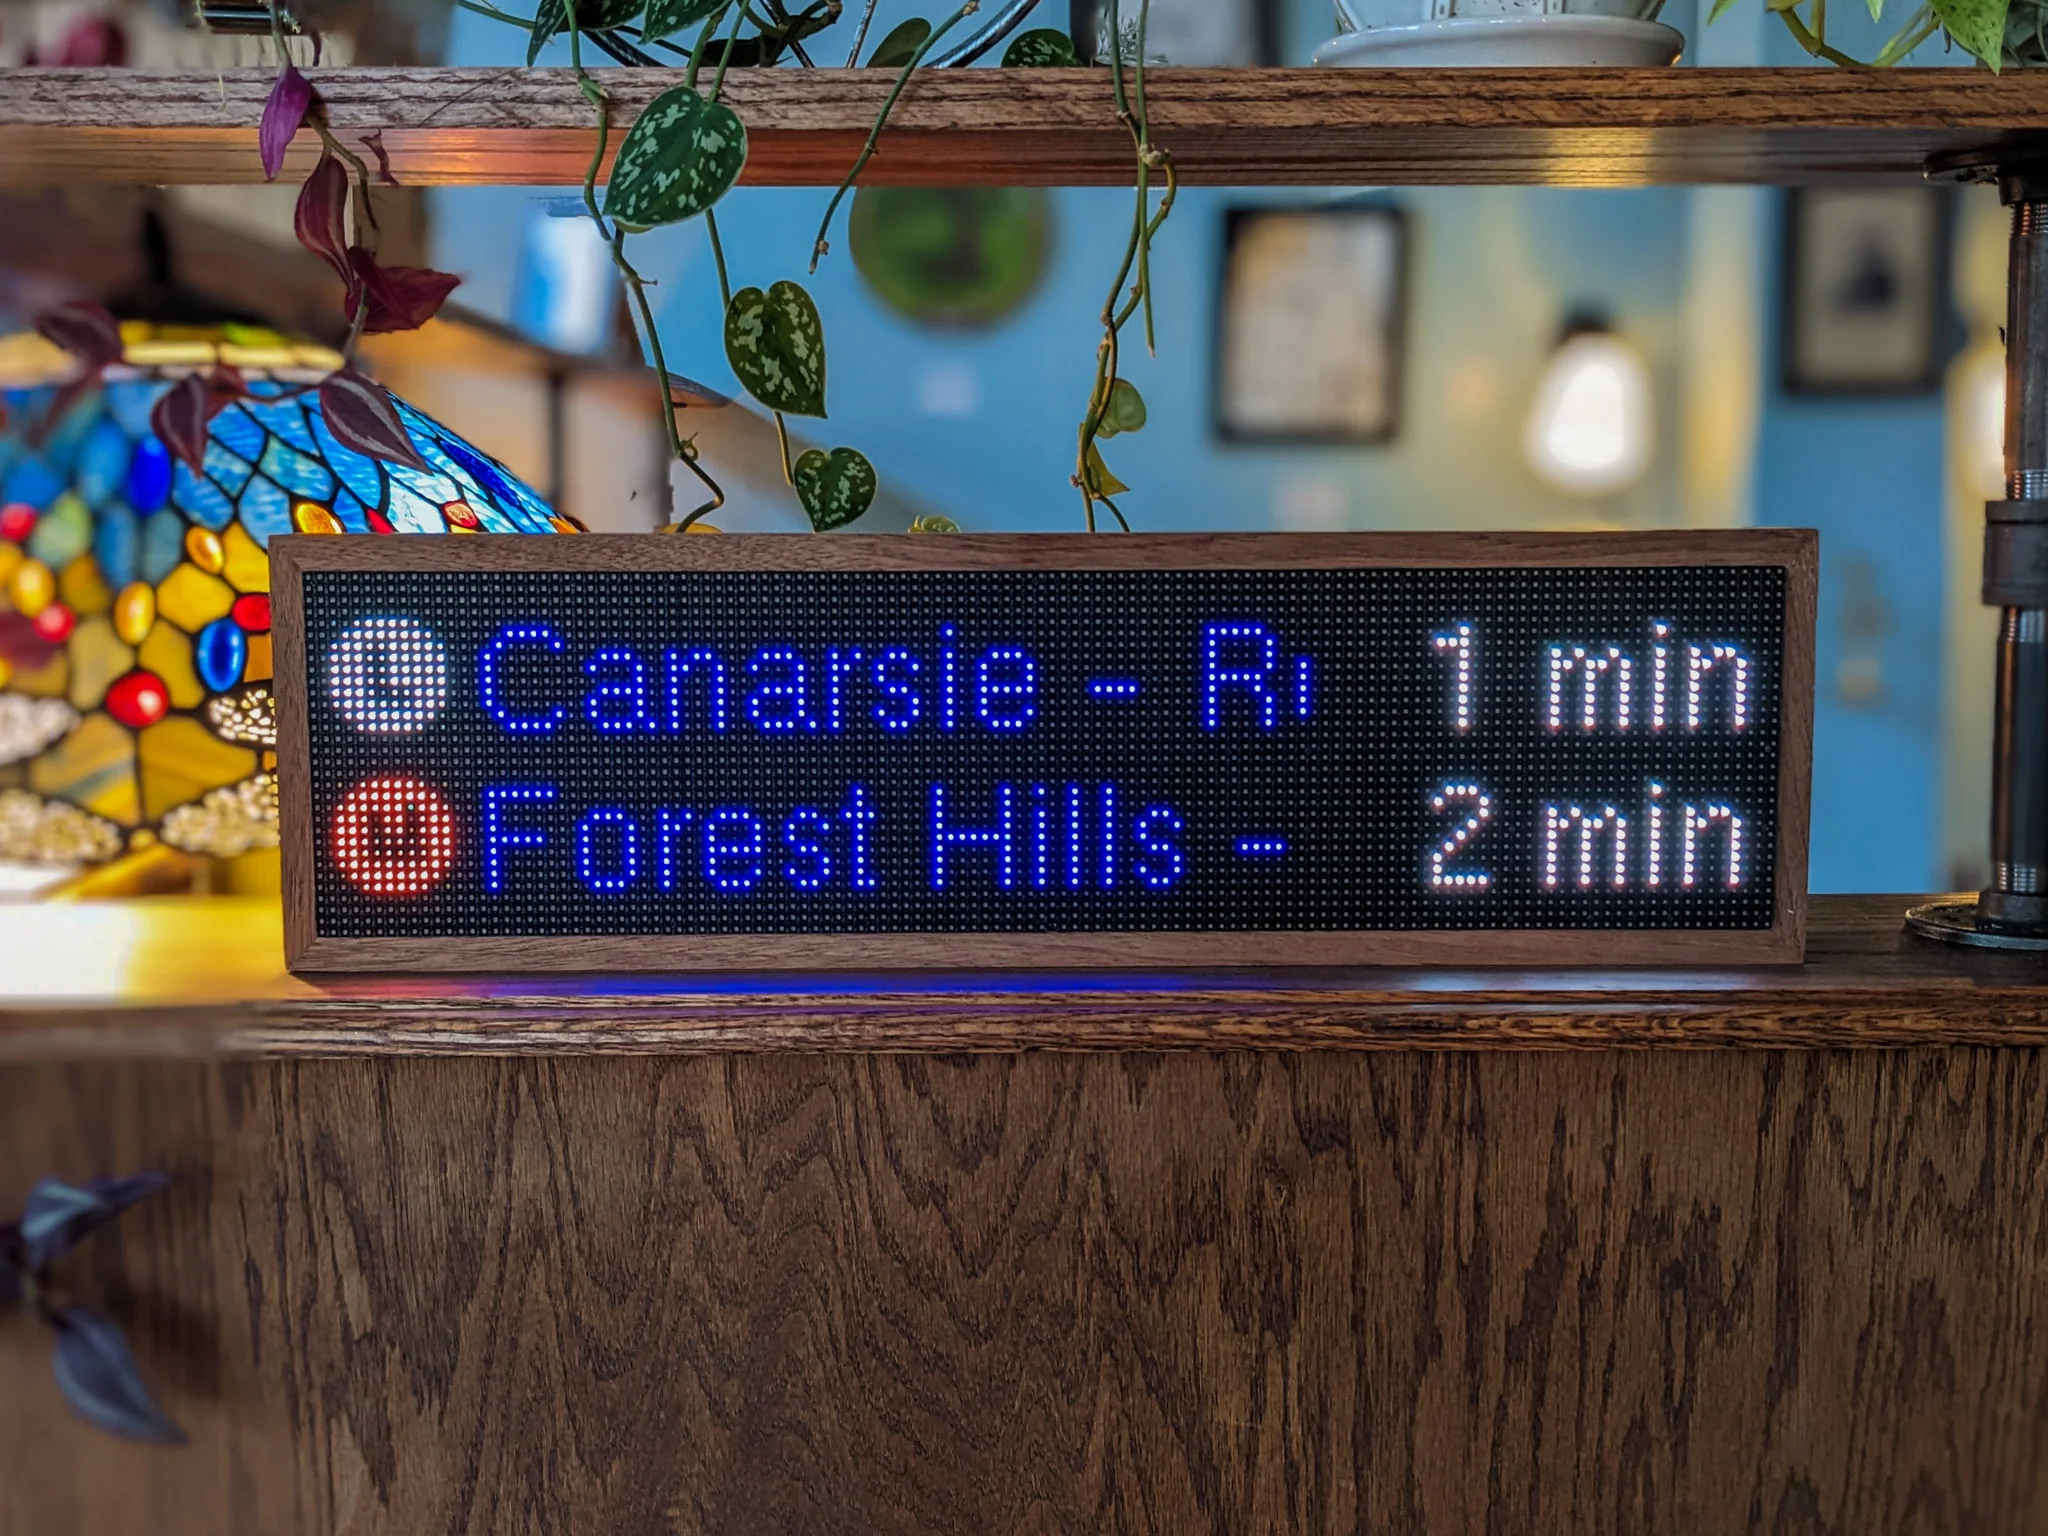 L Canarsie - R 1 min
M Forest Hills - 2 min